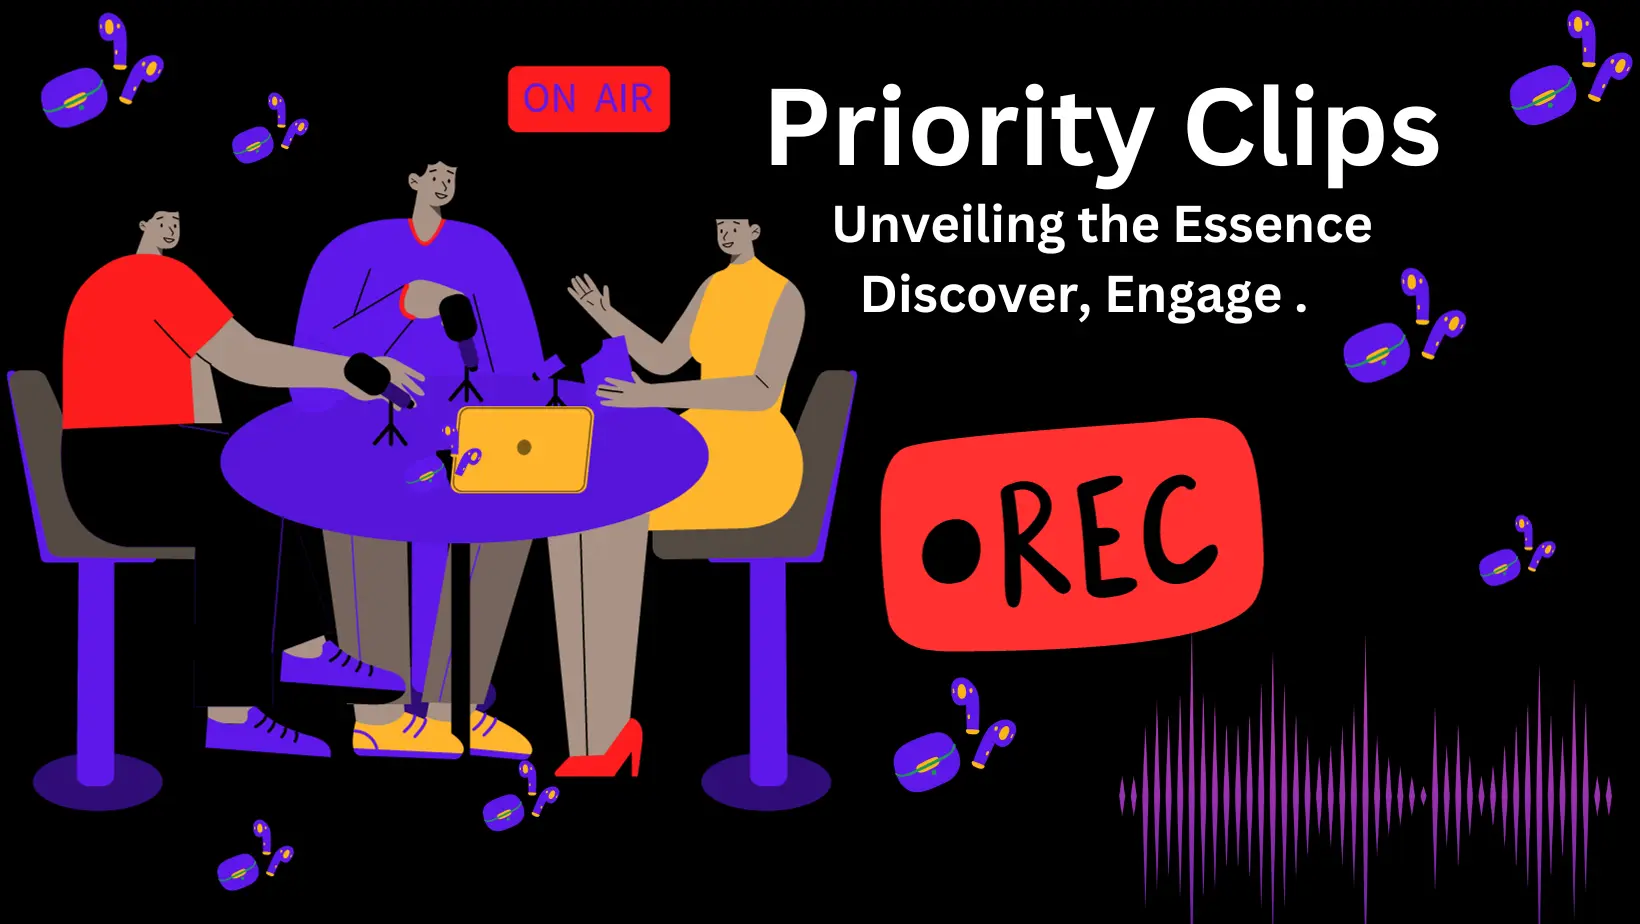 ON AIR
Priority Clips
Unveiling the Essence
Discover, Engage .
REC